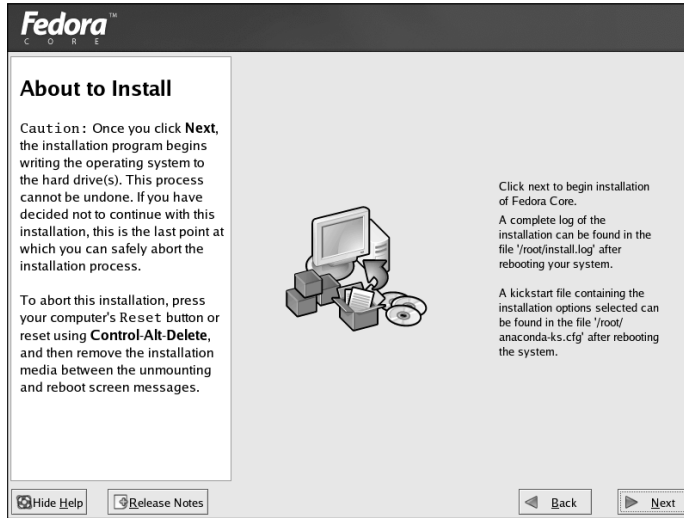 Fedora™
CORE
About to Install
Caution: Once you click Next,
the installation program begins
writing the operating system to
the hard drive(s). This process
cannot be undone. If you have
decided not to continue with this
installation, this is the last point at
which you can safely abort the
installation process.
To abort this installation, press
your computer's Reset button or
reset using Control-Alt-Delete,
and then remove the installation
media between the unmounting
and reboot screen messages.
Click next to begin installation
of Fedora Core.
A complete log of the
installation can be found in the
file '/root/install.log' after
rebooting your system.
A kickstart file containing the
installation options selected can
be found in the file '/root/
anaconda-ks.cfg' after rebooting
the system.
Hide Help
Release Notes
Back
Next